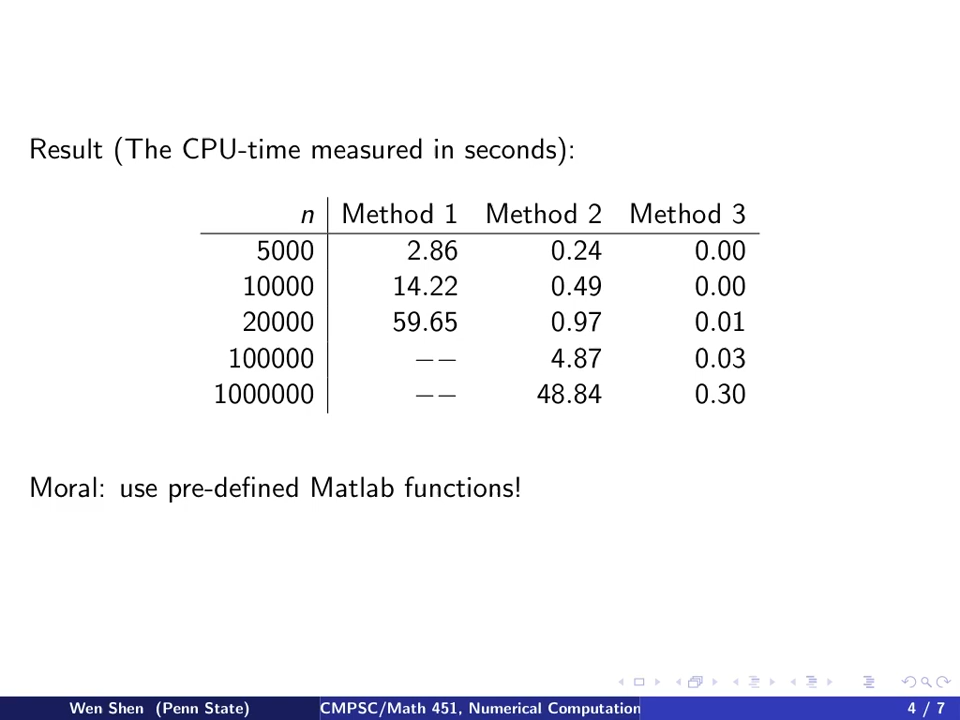 Result (The CPU-time measured in seconds):
n Method 1 Method 2 Method 3
5000 2.86 0.24 0.00
10000 14.22 0.49 0.00
20000 59.65 0.97 0.01
100000 −− 4.87 0.03
1000000 −− 48.84 0.30
Moral: use pre-defined Matlab functions!
Wen Shen (Penn State) CMPSC/Math 451, Numerical Computation 4 / 7